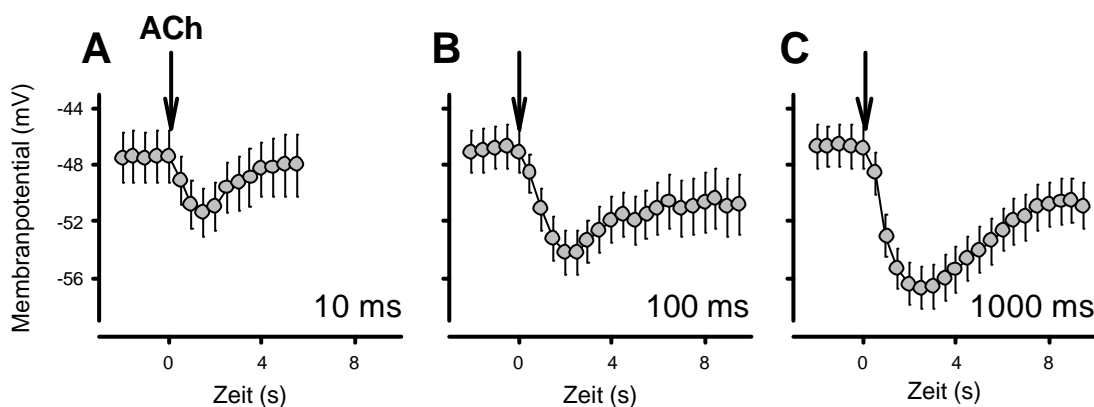 A ACh B C
Membranpotential (mV)
-44
-48
-52
-56
10 ms 100 ms 1000 ms
0 4 8 0 4 8 0 4 8
Zeit (s) Zeit (s) Zeit (s)